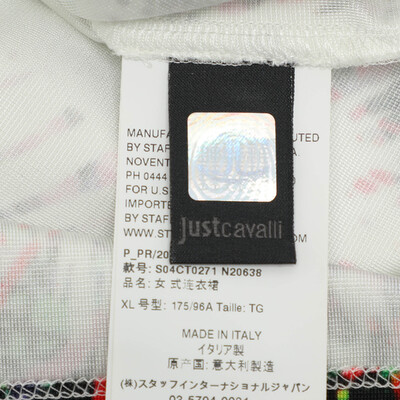 MANUFA UTED
BY STAF
NOVENT A.
PH 0444
FOR U.S
IMPORTE
BY STAF
justcavalli
P_PR/20
款号: S04CT0271 N20638
品名: 女 式连衣裙
XL 号型: 175/96A Taille: TG
MADE IN ITALY
イタリア製
原产国: 意大利製造
(株)スタッフインターナショナルジャパン